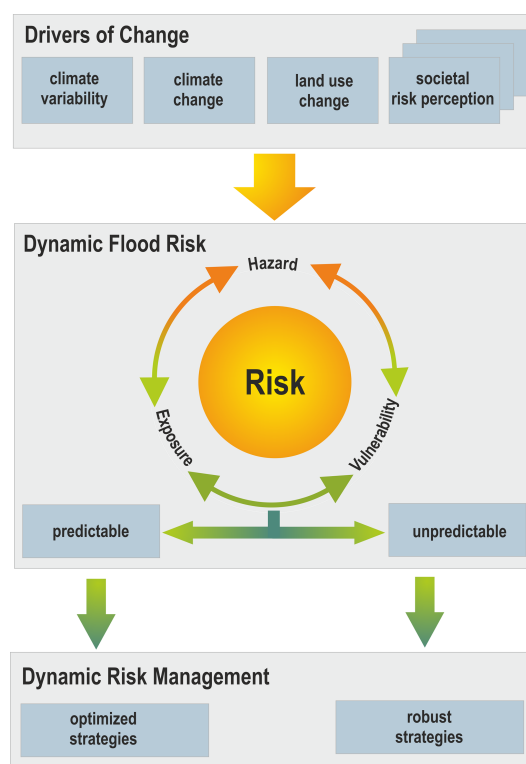 Drivers of Change
climate
variability
climate
change
land use
change
societal
risk perception
Dynamic Flood Risk
Hazard
Risk
Exposure
Vulnerability
predictable
unpredictable
Dynamic Risk Management
optimized
strategies
robust
strategies